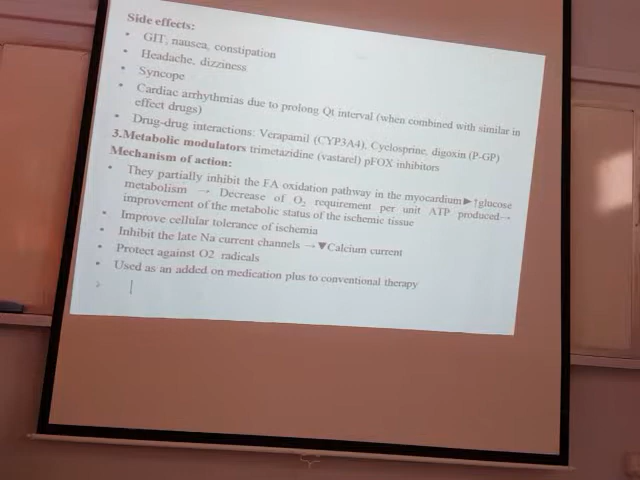 Side effects:
• GIT, nausea, constipation
• Headache, dizziness
• Syncope
• Cardiac arrhythmias due to prolong Qt interval (when combined with similar in
effect drugs)
• Drug-drug interactions: Verapamil (CYP3A4), Cyclosprine, digoxin (P-GP)
3.Metabolic modulators trimetazidine (vastarel) pFOX inhibitors
Mechanism of action:
• They partially inhibit the FA oxidation pathway in the myocardium►↑glucose
metabolism → Decrease of O₂ requirement per unit ATP produced→
improvement of the metabolic status of the ischemic tissue
• Improve cellular tolerance of ischemia
• Inhibit the late Na current channels →▼Calcium current
• Protect against O2 radicals
• Used as an added on medication plus to conventional therapy